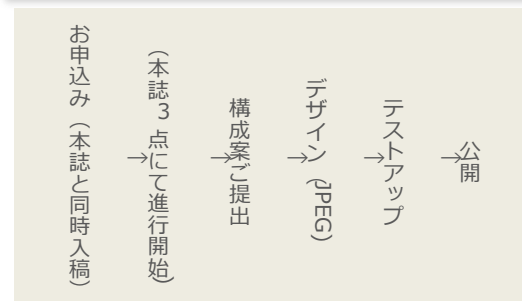 お申込み（本誌と同時入稿）
→
（本誌3点にて進行開始）
→
構成案ご提出
→
デザイン（JPEG）
→
テストアップ
→
公開